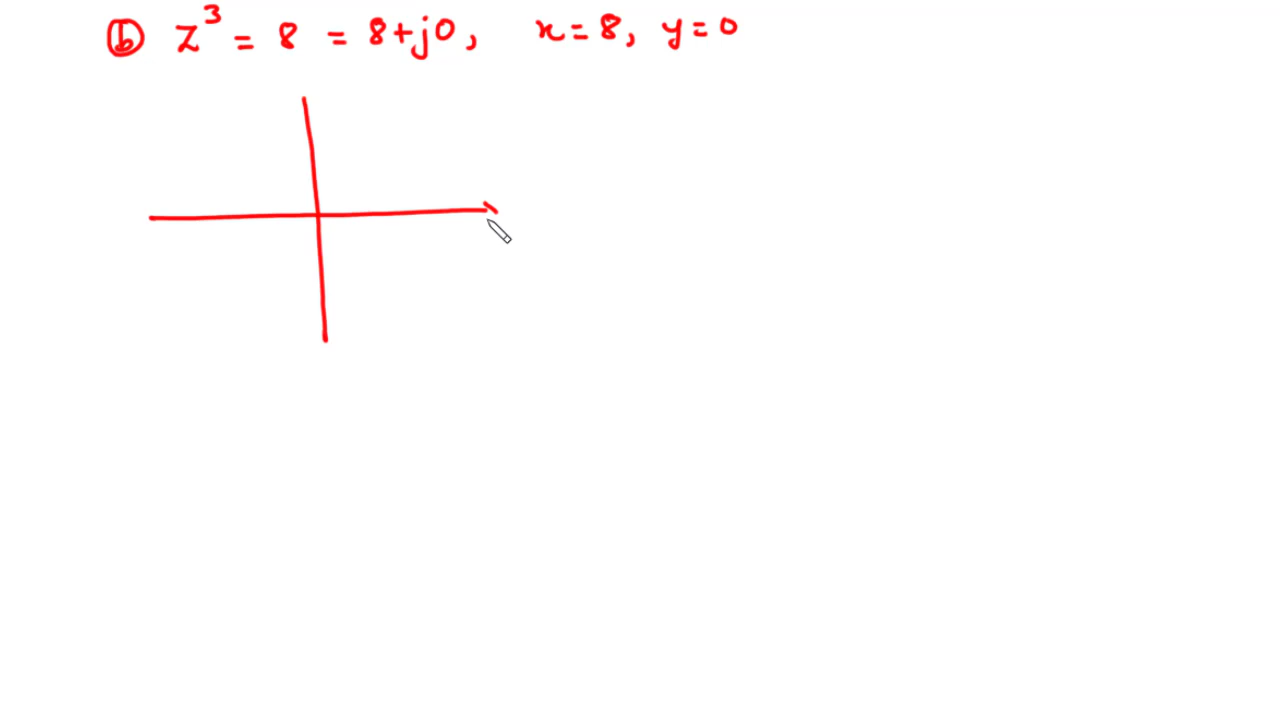 ⓑ z³ = 8 = 8+j0, x=8, y=0